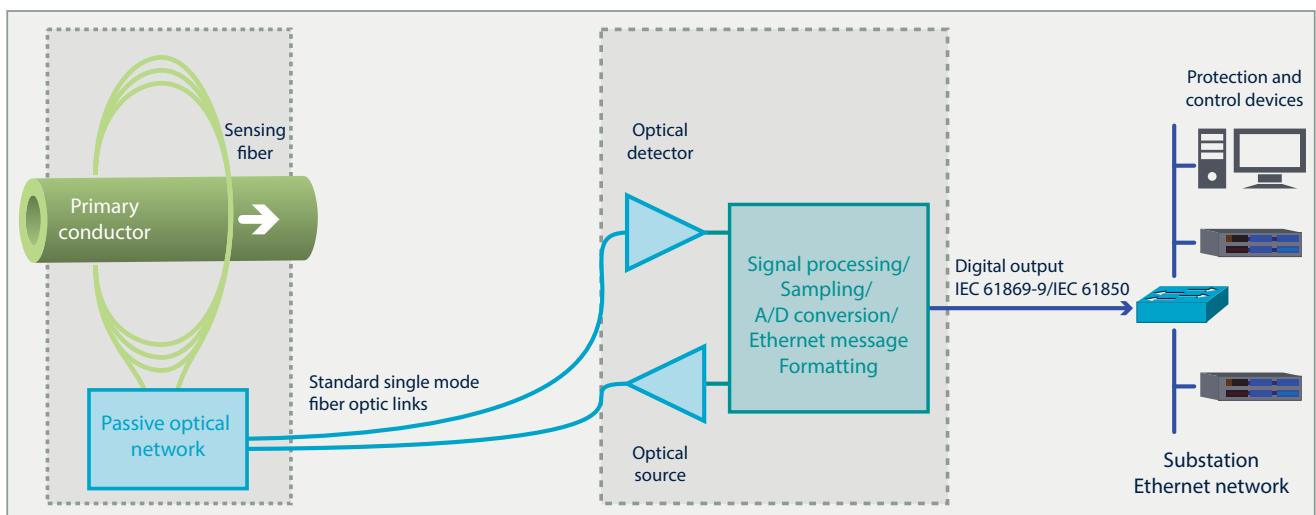 Sensing
fiber
Primary
conductor
Passive optical
network
Standard single mode
fiber optic links
Optical
detector
Optical
source
Signal processing/
Sampling/
A/D conversion/
Ethernet message
Formatting
Digital output
IEC 61869-9/IEC 61850
Protection and
control devices
Substation
Ethernet network